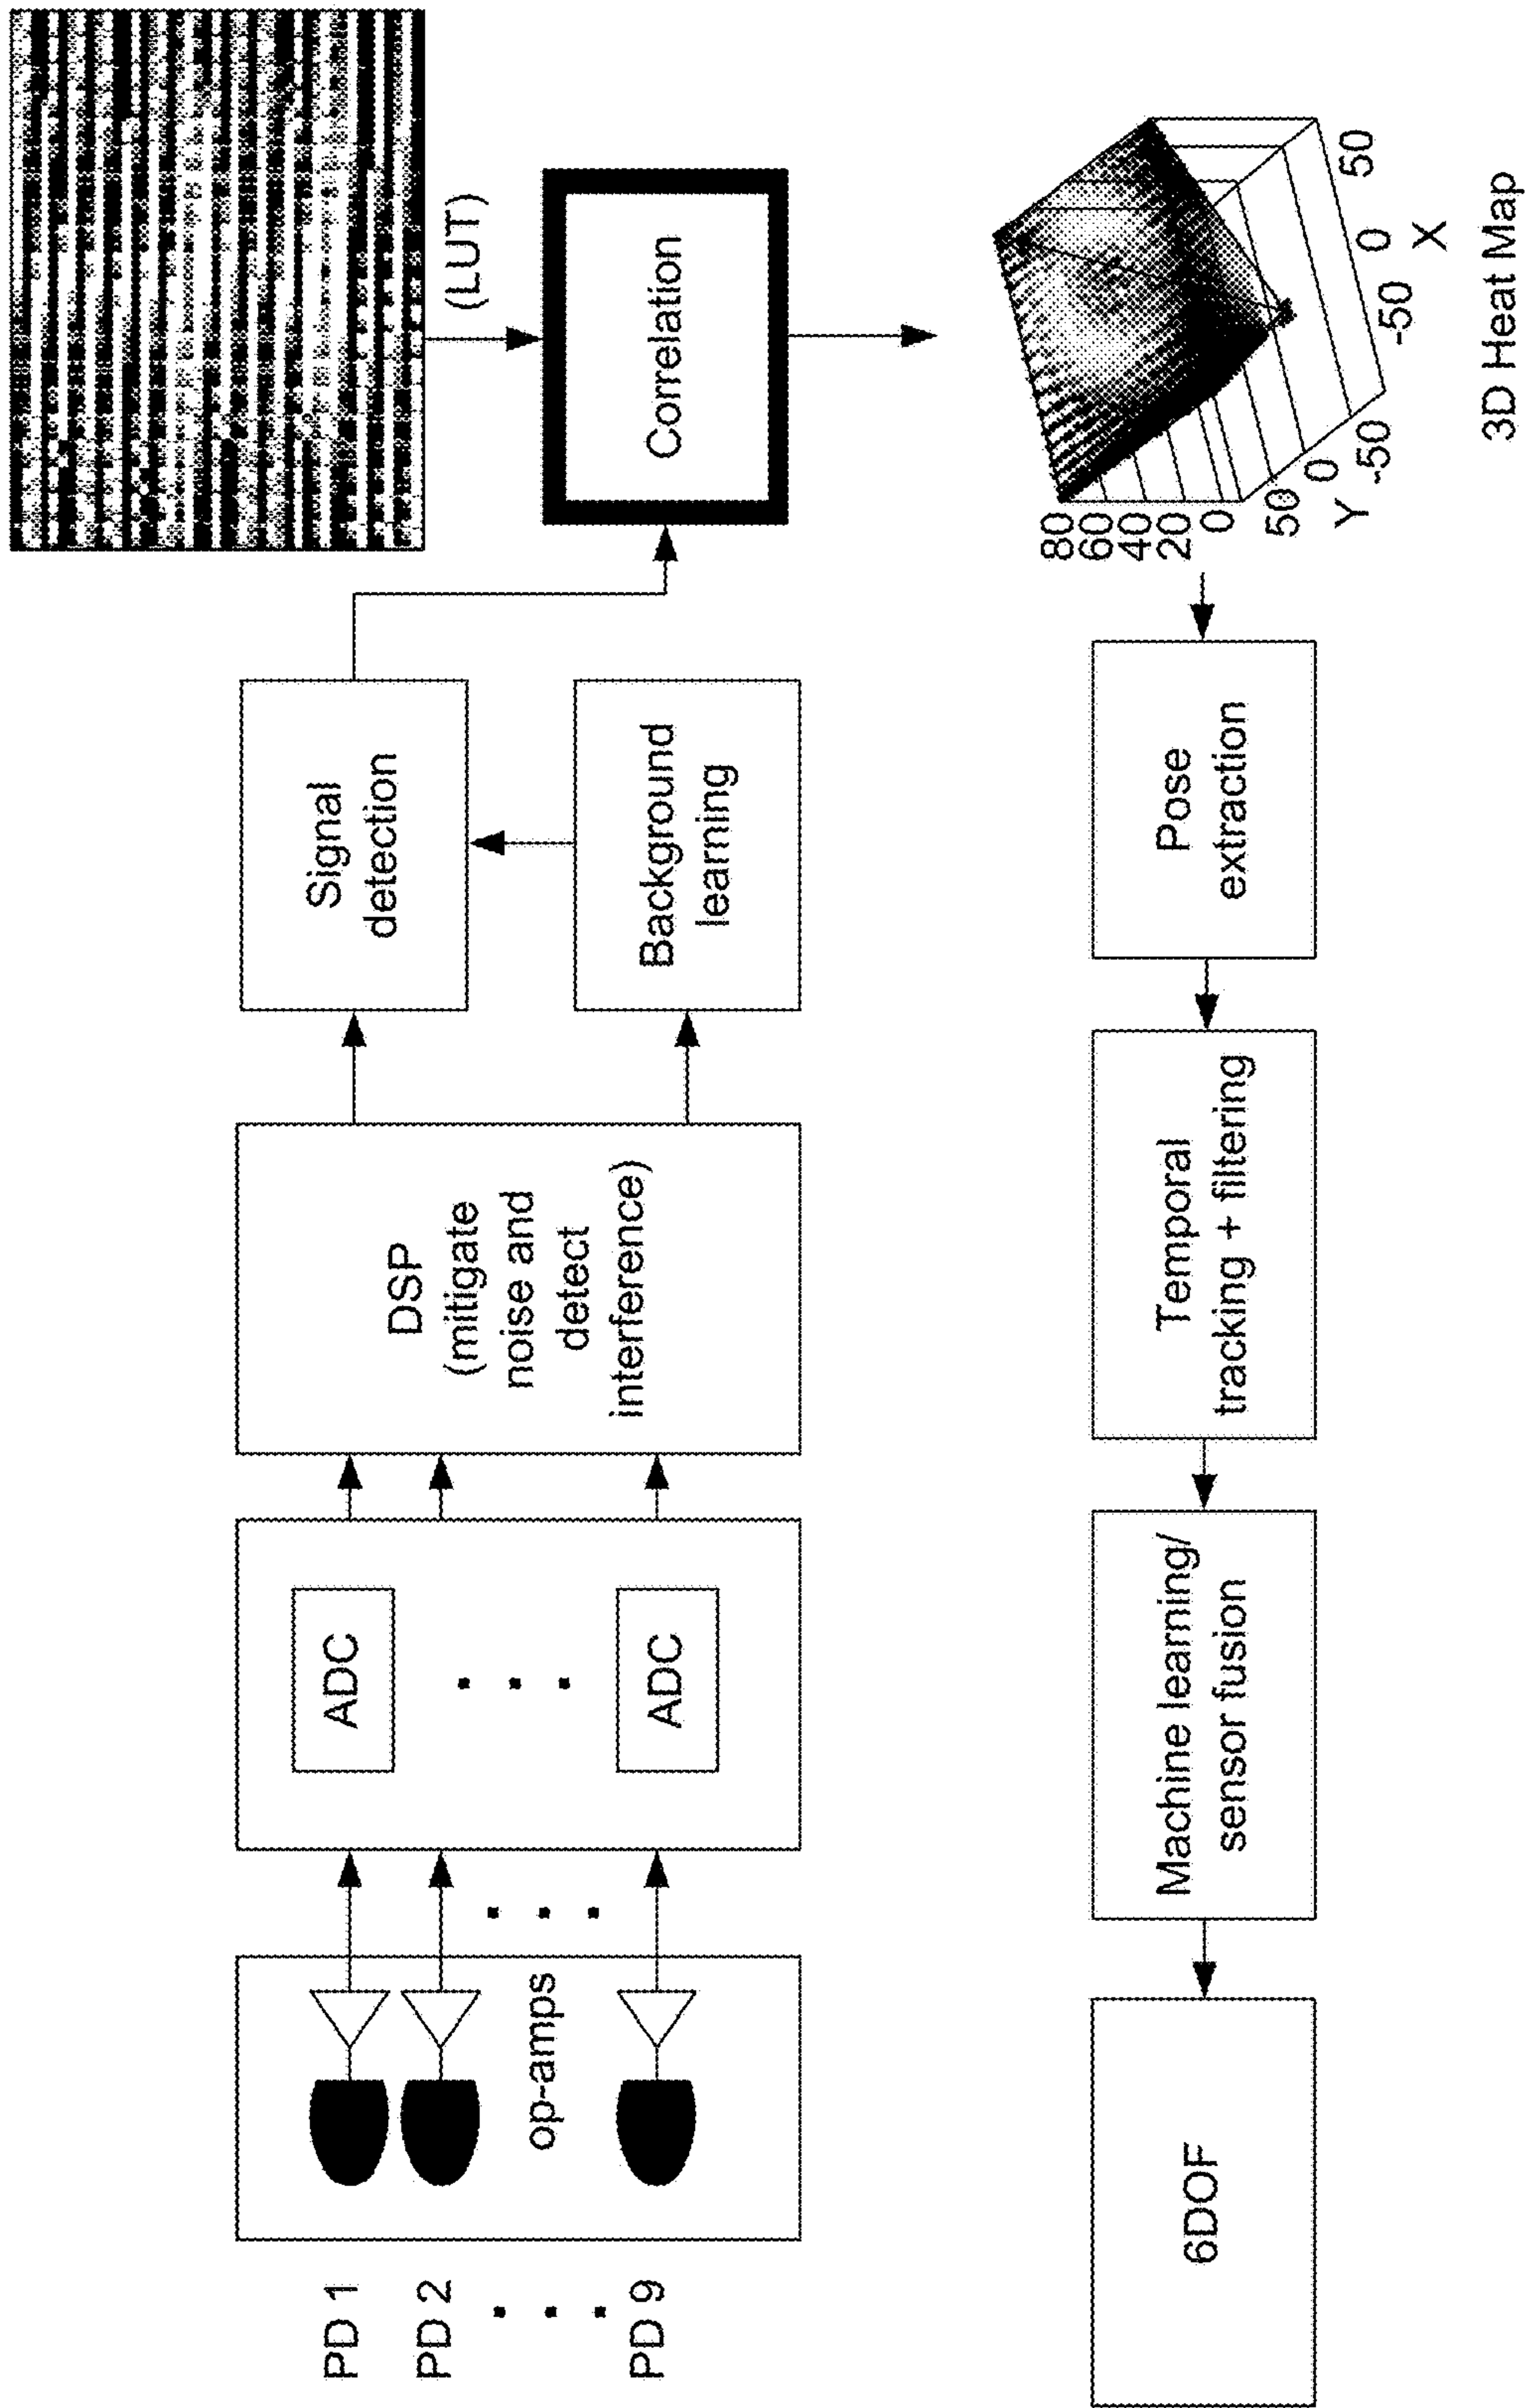 PD 1
PD 2
PD 9
op-amps
ADC
ADC
DSP
(mitigate
noise and
detect
interference)
Signal
detection
Background
learning
(LUT)
Correlation
80
60
40
20
0
50
0
-50
Y
-50
0
50
X
3D Heat Map
Pose
extraction
Temporal
tracking + filtering
Machine learning/
sensor fusion
6DOF